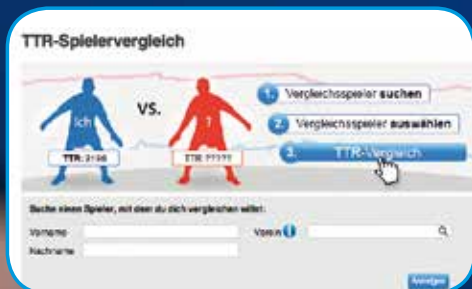 TTR-Spielervergleich
Ich
VS.
?
TTR:
TTR ?????
1. Vergleichsspieler suchen
2. Vergleichsspieler auswählen
3. TTR-Vergleich
Suche einen Spieler, mit dem du dich vergleichen willst:
Vorname
Verein i
Nachname
Anzeigen